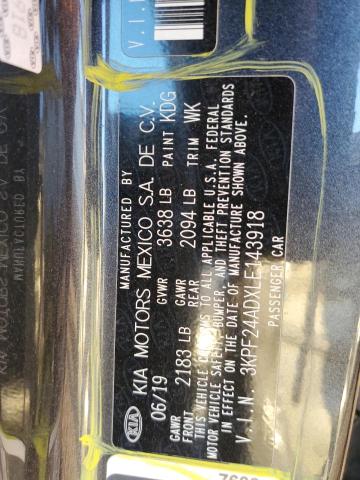 MANUFACTURED BY
KIA MOTORS MEXICO S.A. DE C.V.
06/19 GVWR 3638 LB PAINT KDG
GAWR FRONT 2183 LB GAWR REAR 2094 LB TRIM WK
THIS VEHICLE CONFORMS TO ALL APPLICABLE U.S.A. FEDERAL
MOTOR VEHICLE SAFETY, BUMPER, AND THEFT PREVENTION STANDARDS
IN EFFECT ON THE DATE OF MANUFACTURE SHOWN ABOVE.
V.I.N. 3KPF24ADXLE143918
PASSENGER CAR
KIA
V.I.